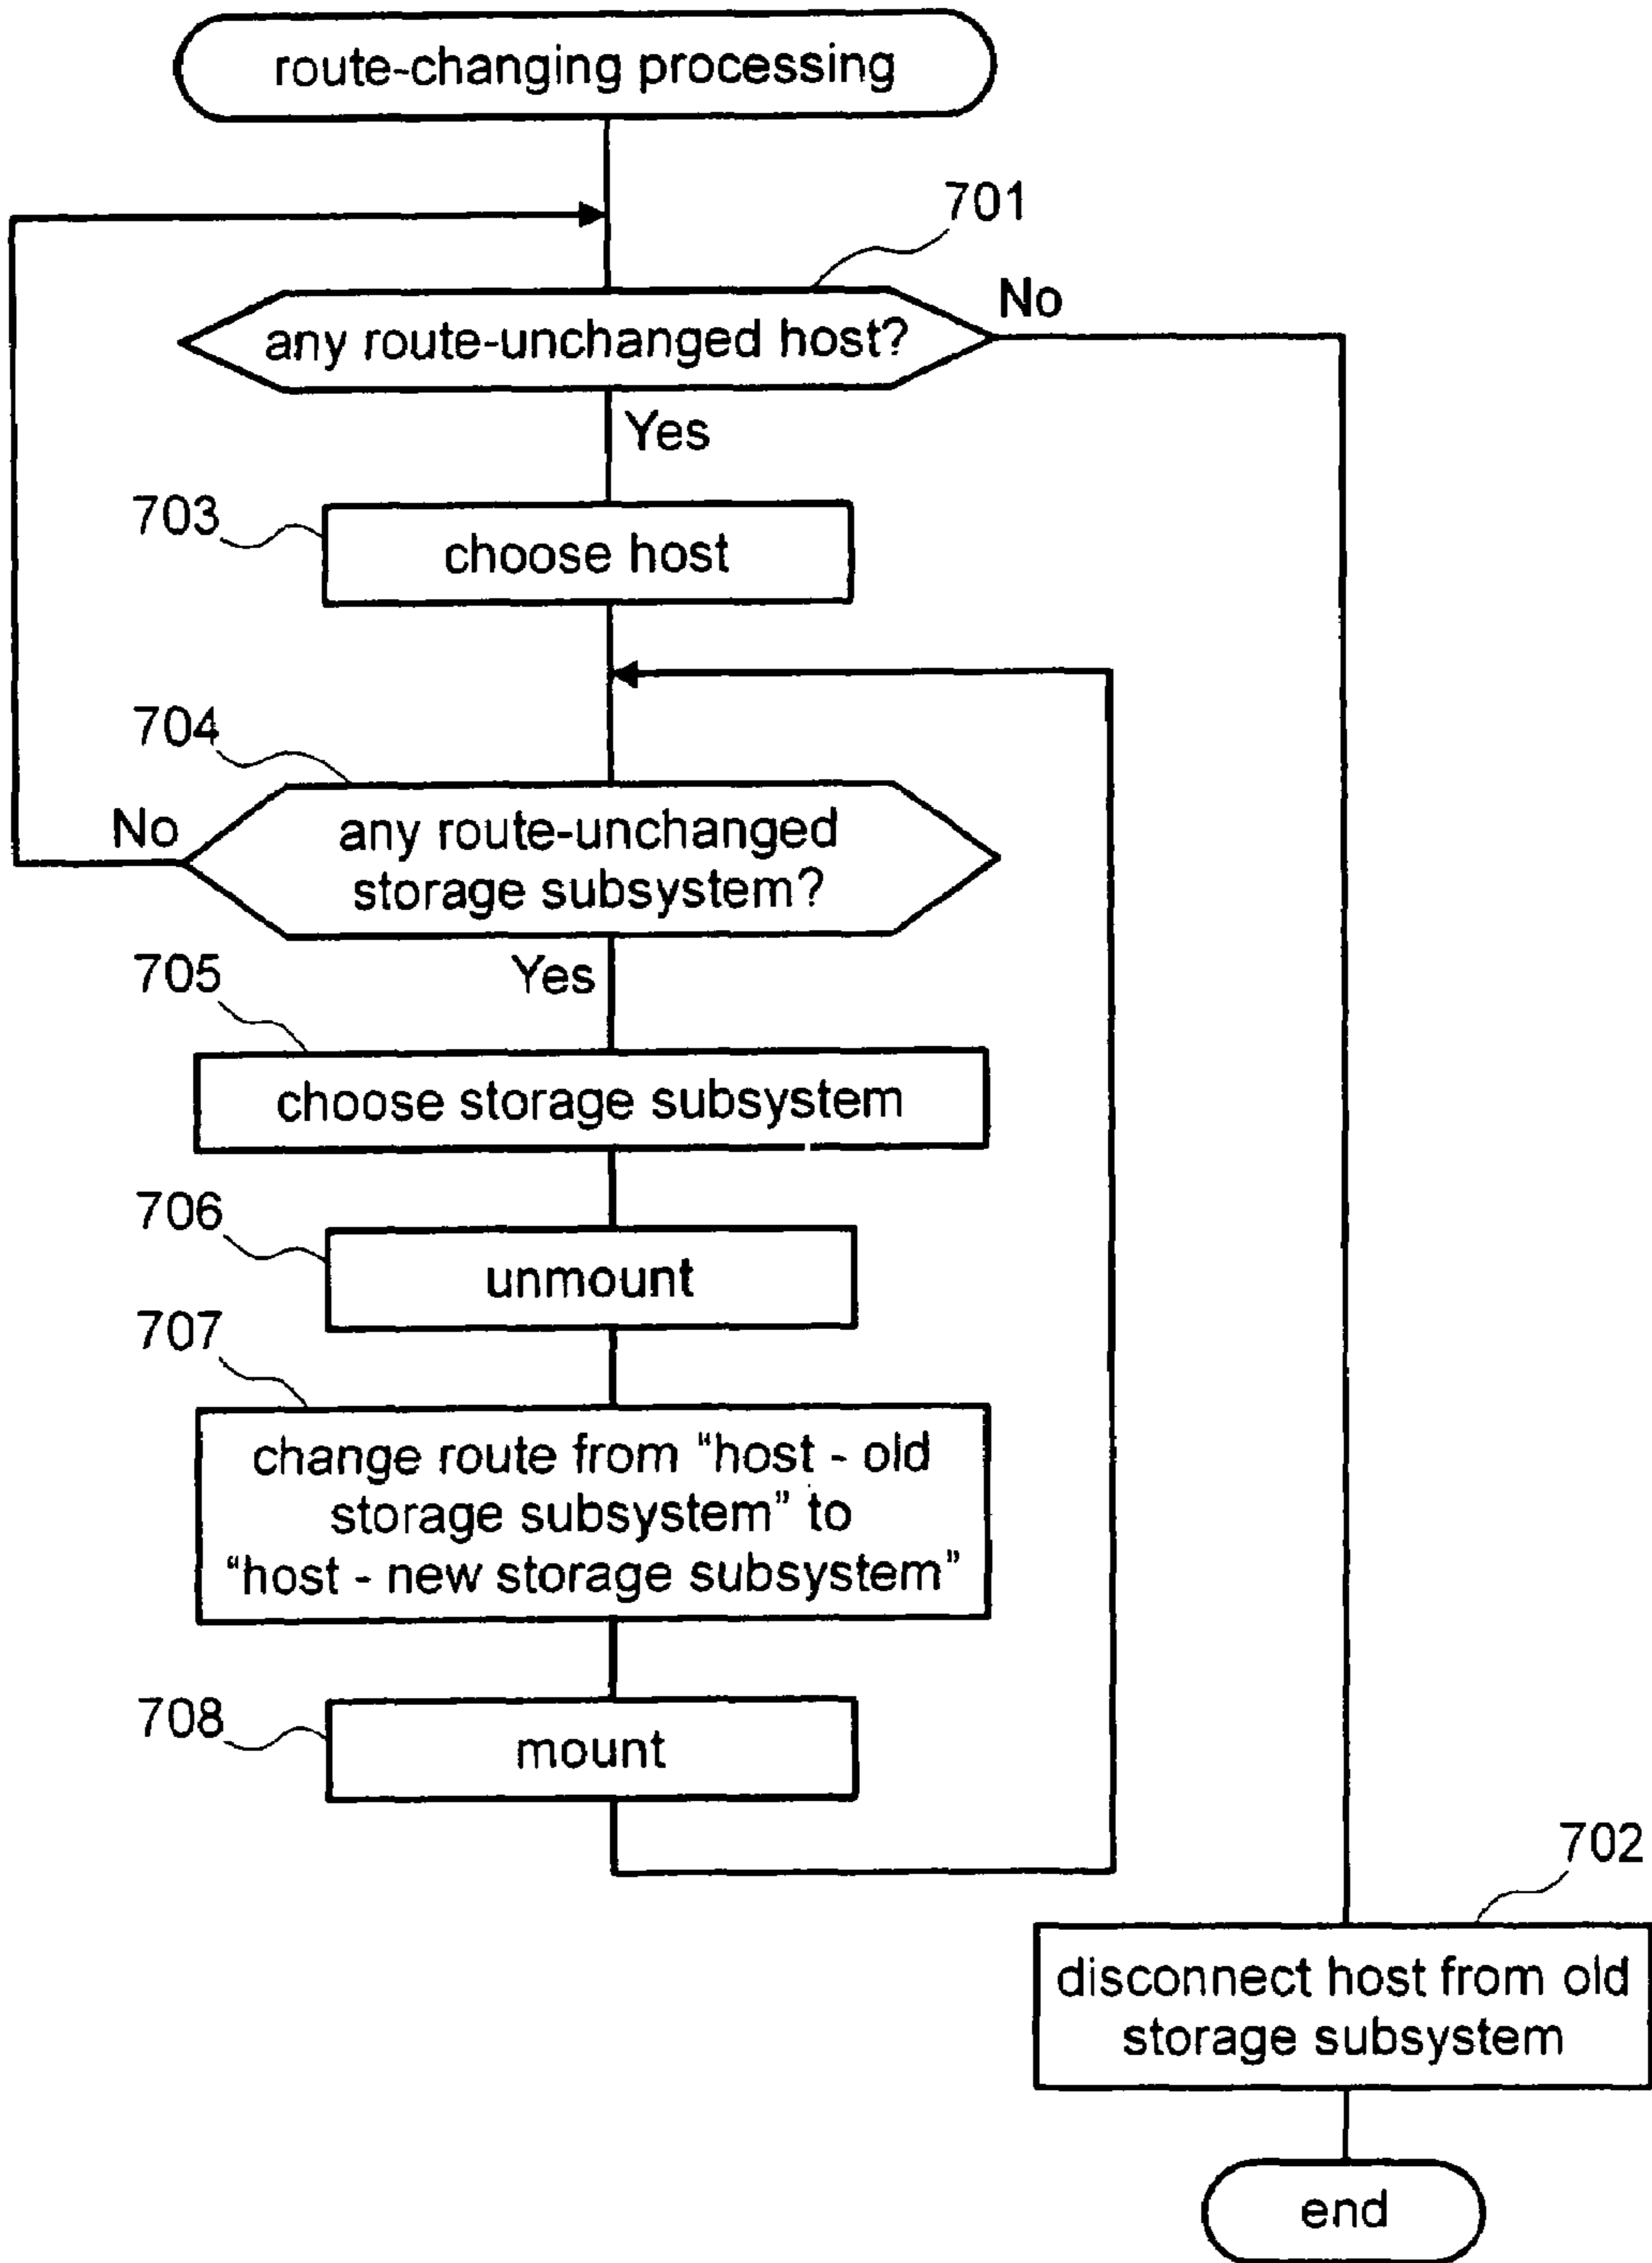 route-changing processing
701
any route-unchanged host?
No
Yes
703
choose host
704
No
any route-unchanged
storage subsystem?
Yes
705
choose storage subsystem
706
unmount
707
change route from “host - old
storage subsystem” to
“host - new storage subsystem”
708
mount
702
disconnect host from old
storage subsystem
end